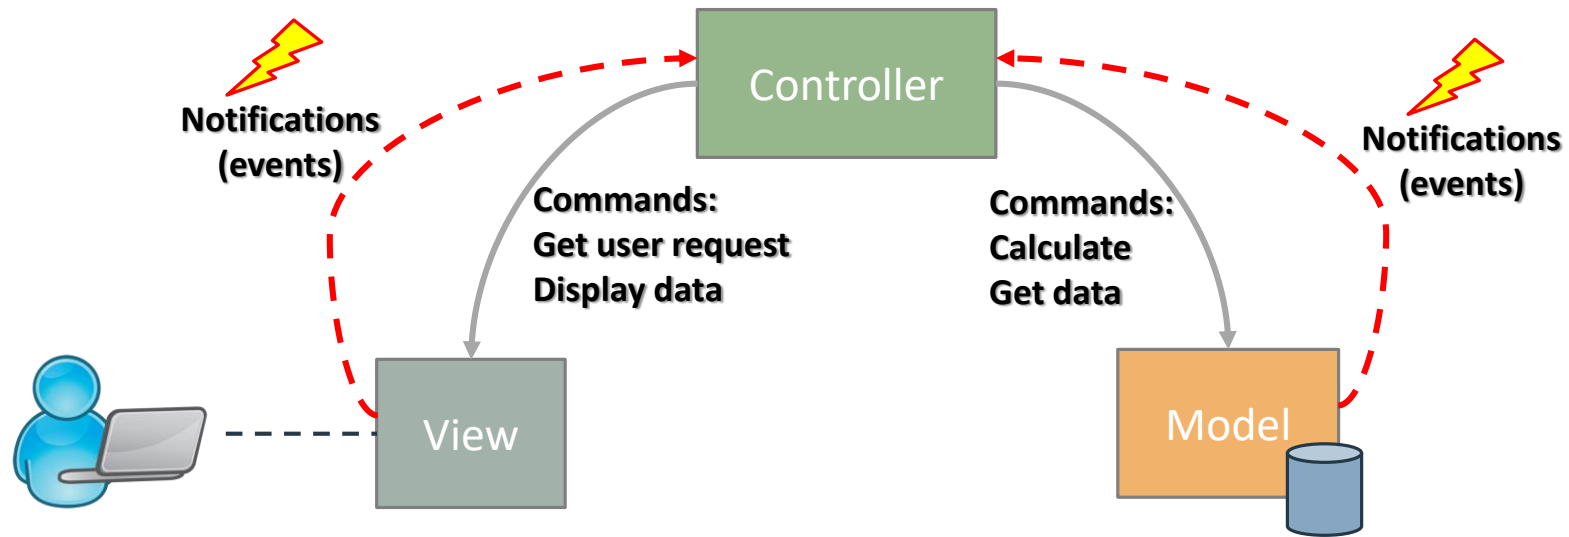 Controller
Notifications
(events)
Notifications
(events)
Commands:
Get user request
Display data
Commands:
Calculate
Get data
View
Model